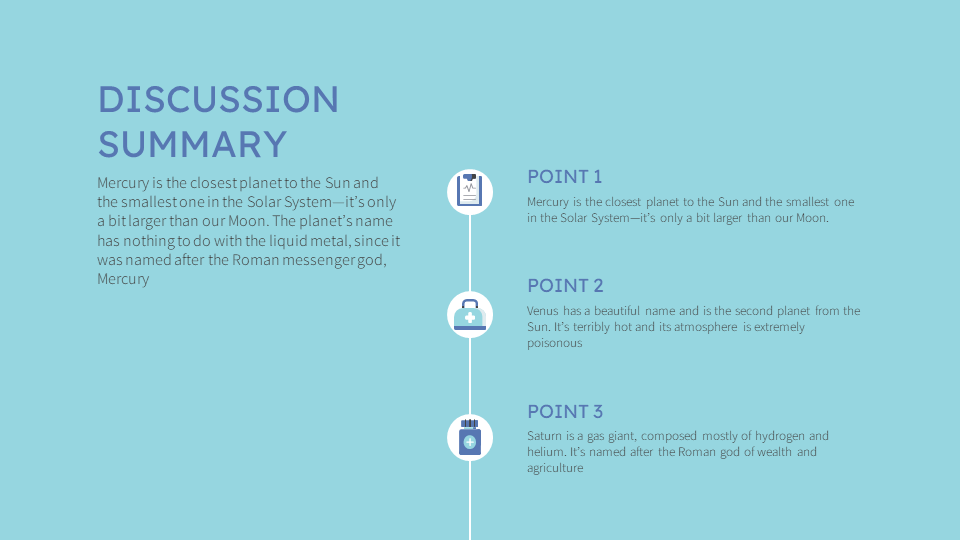 DISCUSSION
SUMMARY
Mercury is the closest planet to the Sun and
the smallest one in the Solar System—it’s only
a bit larger than our Moon. The planet’s name
has nothing to do with the liquid metal, since it
was named after the Roman messenger god,
Mercury
POINT 1
Mercury is the closest planet to the Sun and the smallest one
in the Solar System—it’s only a bit larger than our Moon.
POINT 2
Venus has a beautiful name and is the second planet from the
Sun. It’s terribly hot and its atmosphere is extremely
poisonous
POINT 3
Saturn is a gas giant, composed mostly of hydrogen and
helium. It’s named after the Roman god of wealth and
agriculture